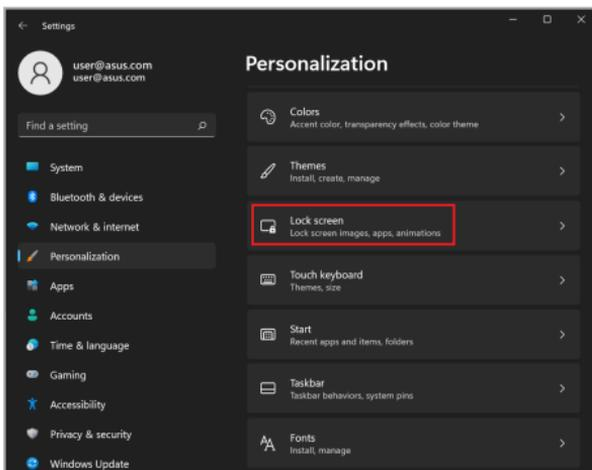 Settings
user@asus.com
user@asus.com
Find a setting
System
Bluetooth & devices
Network & internet
Personalization
Apps
Accounts
Time & language
Gaming
Accessibility
Privacy & security
Windows Update
Personalization
Colors
Accent color, transparency effects, color theme
Themes
Install, create, manage
Lock screen
Lock screen images, apps, animations
Touch keyboard
Themes, size
Start
Recent apps and items, folders
Taskbar
Taskbar behaviors, system pins
Fonts
Install, manage